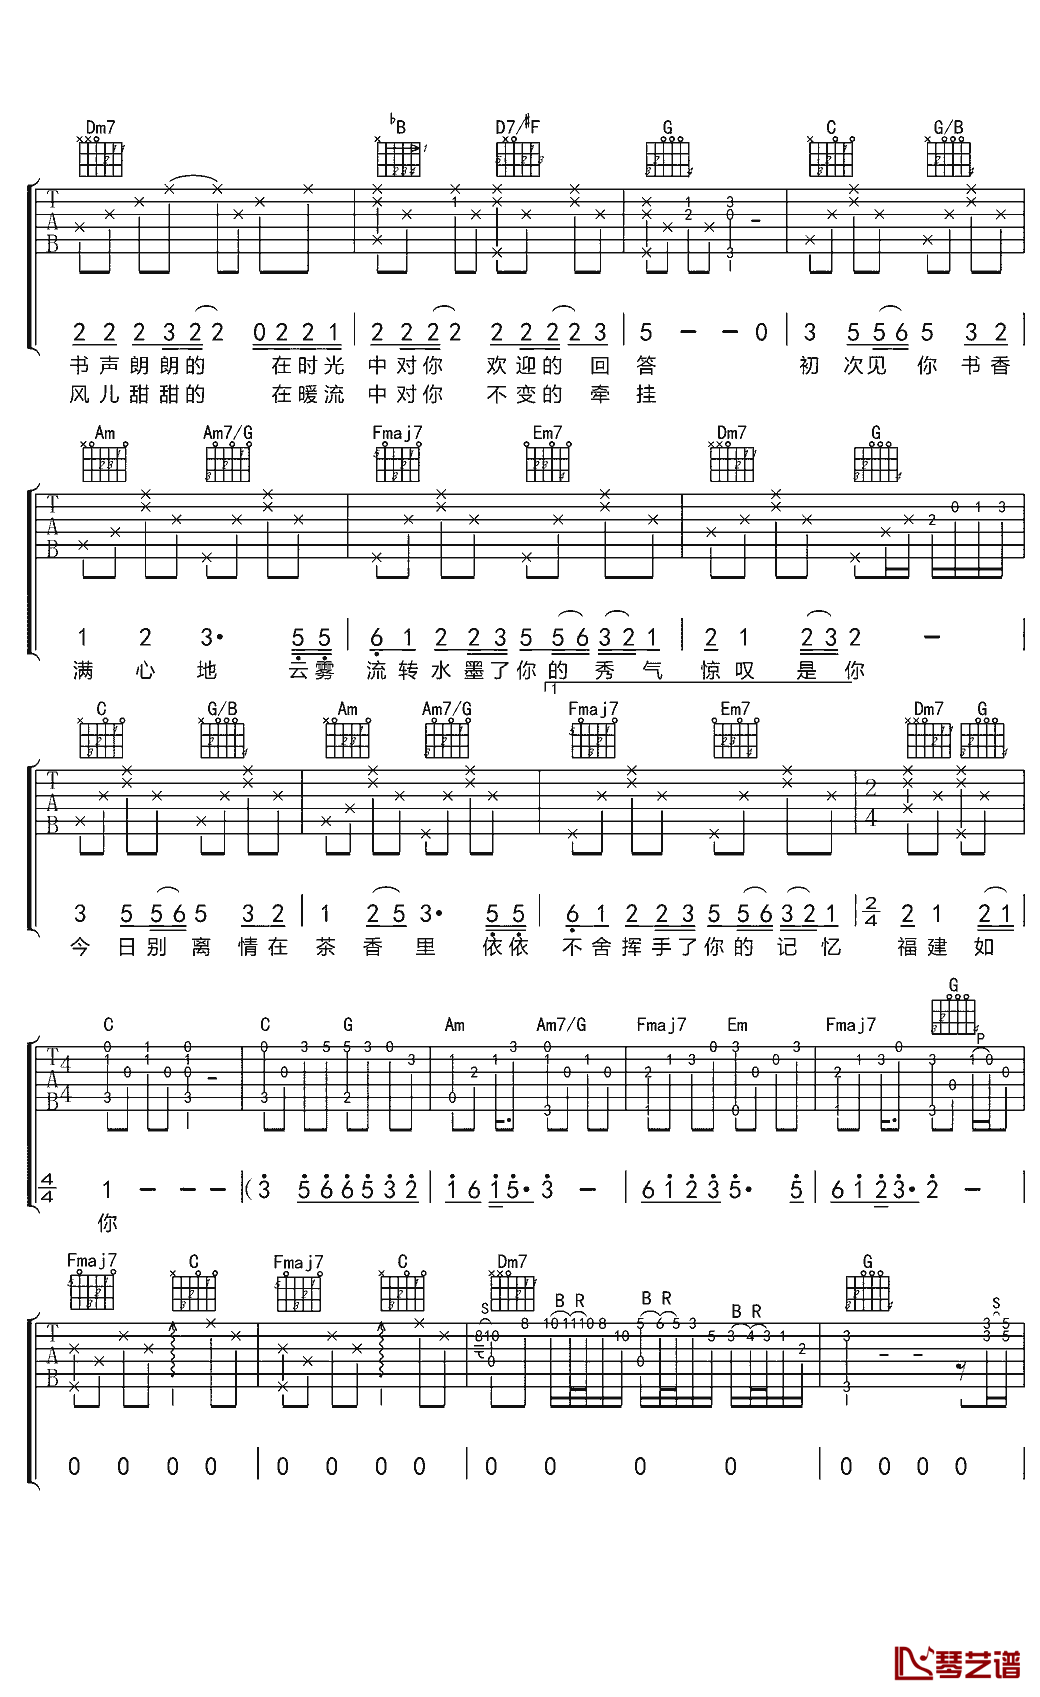 Dm7 ♭B D7/♯F G C G/B
2 2 2 3 2 2 0 2 2 1 | 2 2 2 2 2 2 2 2 3 | 5 - - 0 | 3 5 5 6 5 3 2
书声朗朗的 在时光 中对你 欢迎的 回 答 初 次见 你 书香
风儿甜甜的 在暖流 中对你 不变的 牵 挂
Am Am7/G Fmaj7 Em7 Dm7 G
1 2 3· 5 5 | 6 1 2 2 3 5 5 6 3 2 1 | 2 1 2 3 2 -
满 心 地 云雾 流转水墨了你的 秀 气 惊叹 是 你
1
C G/B Am Am7/G Fmaj7 Em7 Dm7 G
3 5 5 6 5 3 2 | 1 2 5 3· 5 5 | 6 1 2 2 3 5 5 6 3 2 1 | 2/4 2 1 2 1
今 日别 离 情在 茶 香 里 依依 不舍挥手了你的 记 忆 福建如
G
C C G Am Am7/G Fmaj7 Em Fmaj7
P
4/4 1 - - - | (3 5 6 6 5 3 2 | 1 6 1 5· 3 - | 6 1 2 3 5· 5 | 6 1 2 3· 2 -
你
Fmaj7 C Fmaj7 C Dm7 G
S B R B R B R S
0 0 0 0 | 0 0 0 0 | 0 0 0 0 | 0 0 0 0
琴艺谱